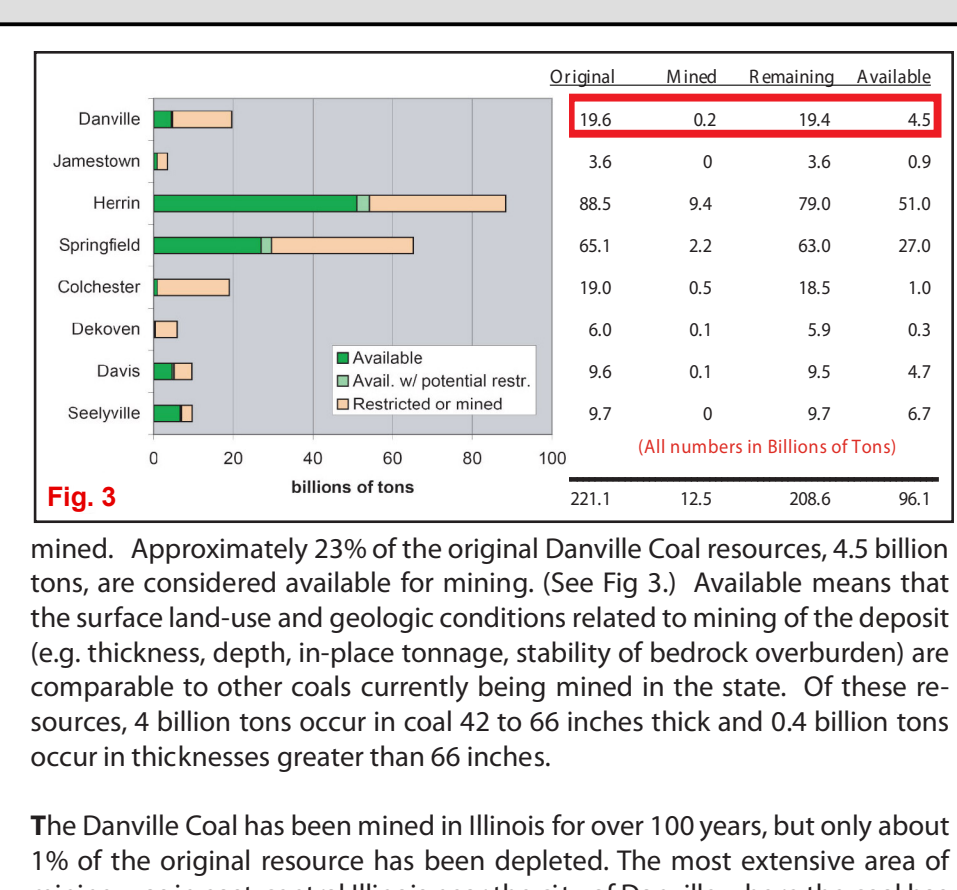 Original Mined Remaining Available
Danville 19.6 0.2 19.4 4.5
Jamestown 3.6 0 3.6 0.9
Herrin 88.5 9.4 79.0 51.0
Springfield 65.1 2.2 63.0 27.0
Colchester 19.0 0.5 18.5 1.0
Dekoven 6.0 0.1 5.9 0.3
Davis 9.6 0.1 9.5 4.7
Seelyville 9.7 0 9.7 6.7
Available
Avail. w/ potential restr.
Restricted or mined
0 20 40 60 80 100
billions of tons
(All numbers in Billions of Tons)
Fig. 3
221.1 12.5 208.6 96.1
mined. Approximately 23% of the original Danville Coal resources, 4.5 billion
tons, are considered available for mining. (See Fig 3.) Available means that
the surface land-use and geologic conditions related to mining of the deposit
(e.g. thickness, depth, in-place tonnage, stability of bedrock overburden) are
comparable to other coals currently being mined in the state. Of these re-
sources, 4 billion tons occur in coal 42 to 66 inches thick and 0.4 billion tons
occur in thicknesses greater than 66 inches.
The Danville Coal has been mined in Illinois for over 100 years, but only about
1% of the original resource has been depleted. The most extensive area of